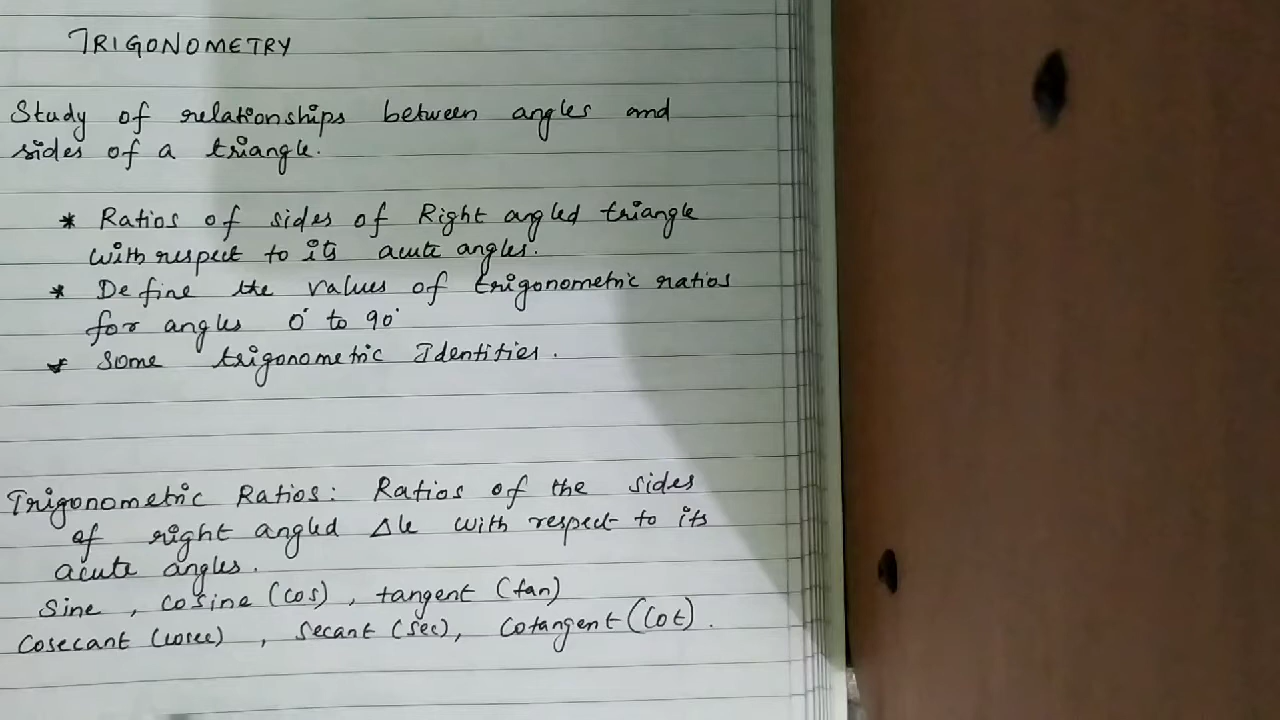 TRIGONOMETRY
Study of relationships between angles and
sides of a triangle.
* Ratios of sides of Right angled triangle
with respect to its acute angles.
* Define the values of trigonometric ratios
for angles 0° to 90°
* Some trigonometric Identities.
Trigonometric Ratios: Ratios of the sides
of right angled Δle with respect to its
acute angles.
Sine, cosine (cos), tangent (tan)
Cosecant (cosec), Secant (sec), Cotangent (Cot).